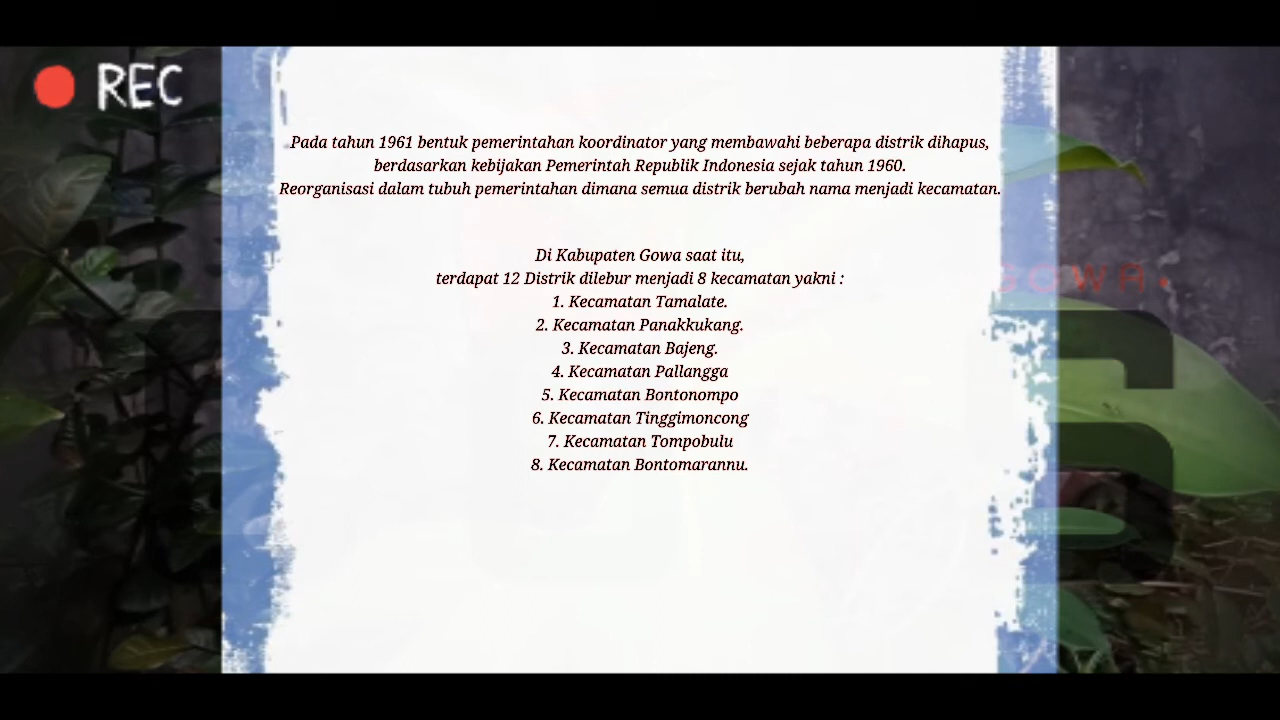 REC
Pada tahun 1961 bentuk pemerintahan koordinator yang membawahi beberapa distrik dihapus,
berdasarkan kebijakan Pemerintah Republik Indonesia sejak tahun 1960.
Reorganisasi dalam tubuh pemerintahan dimana semua distrik berubah nama menjadi kecamatan.
Di Kabupaten Gowa saat itu,
terdapat 12 Distrik dilebur menjadi 8 kecamatan yakni :
1. Kecamatan Tamalate.
2. Kecamatan Panakkukang.
3. Kecamatan Bajeng.
4. Kecamatan Pallangga
5. Kecamatan Bontonompo
6. Kecamatan Tinggimoncong
7. Kecamatan Tompobulu
8. Kecamatan Bontomarannu.
GOWA